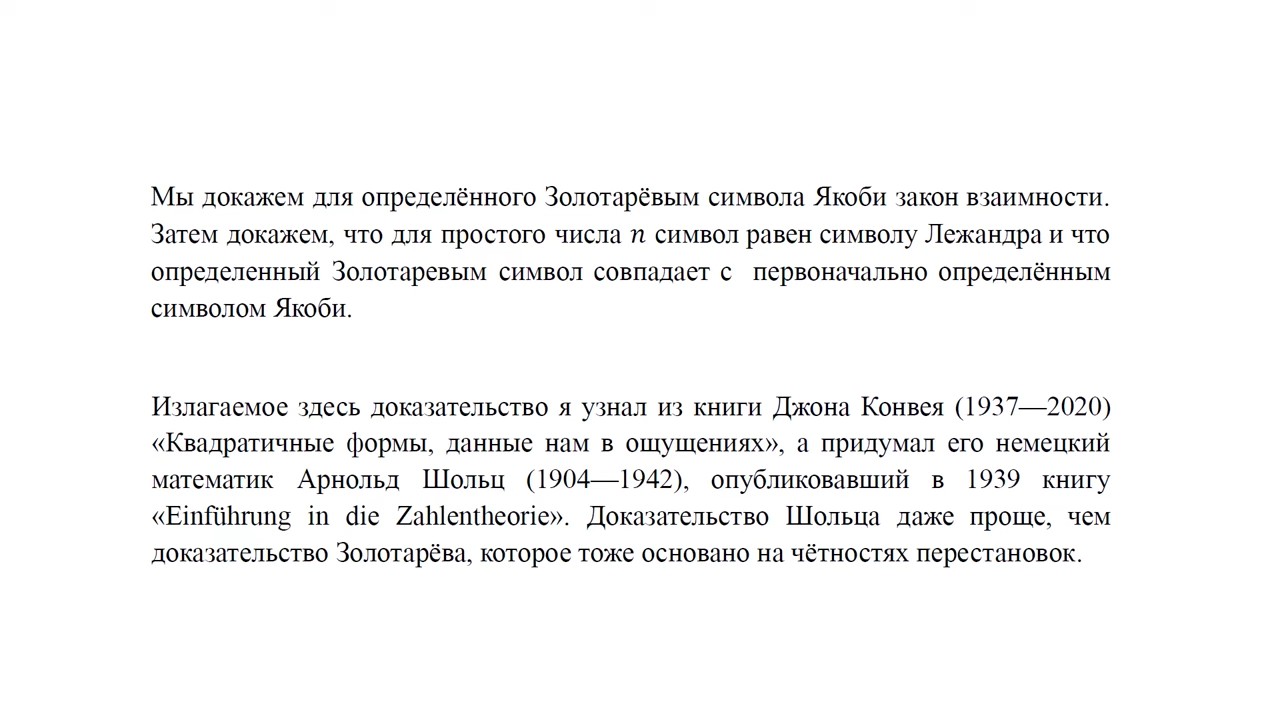 Мы докажем для определённого Золотарёвым символа Якоби закон взаимности.
Затем докажем, что для простого числа n символ равен символу Лежандра и что
определенный Золотаревым символ совпадает с первоначально определённым
символом Якоби.
Излагаемое здесь доказательство я узнал из книги Джона Конвея (1937—2020)
«Квадратичные формы, данные нам в ощущениях», а придумал его немецкий
математик Арнольд Шольц (1904—1942), опубликовавший в 1939 книгу
«Einführung in die Zahlentheorie». Доказательство Шольца даже проще, чем
доказательство Золотарёва, которое тоже основано на чётностях перестановок.